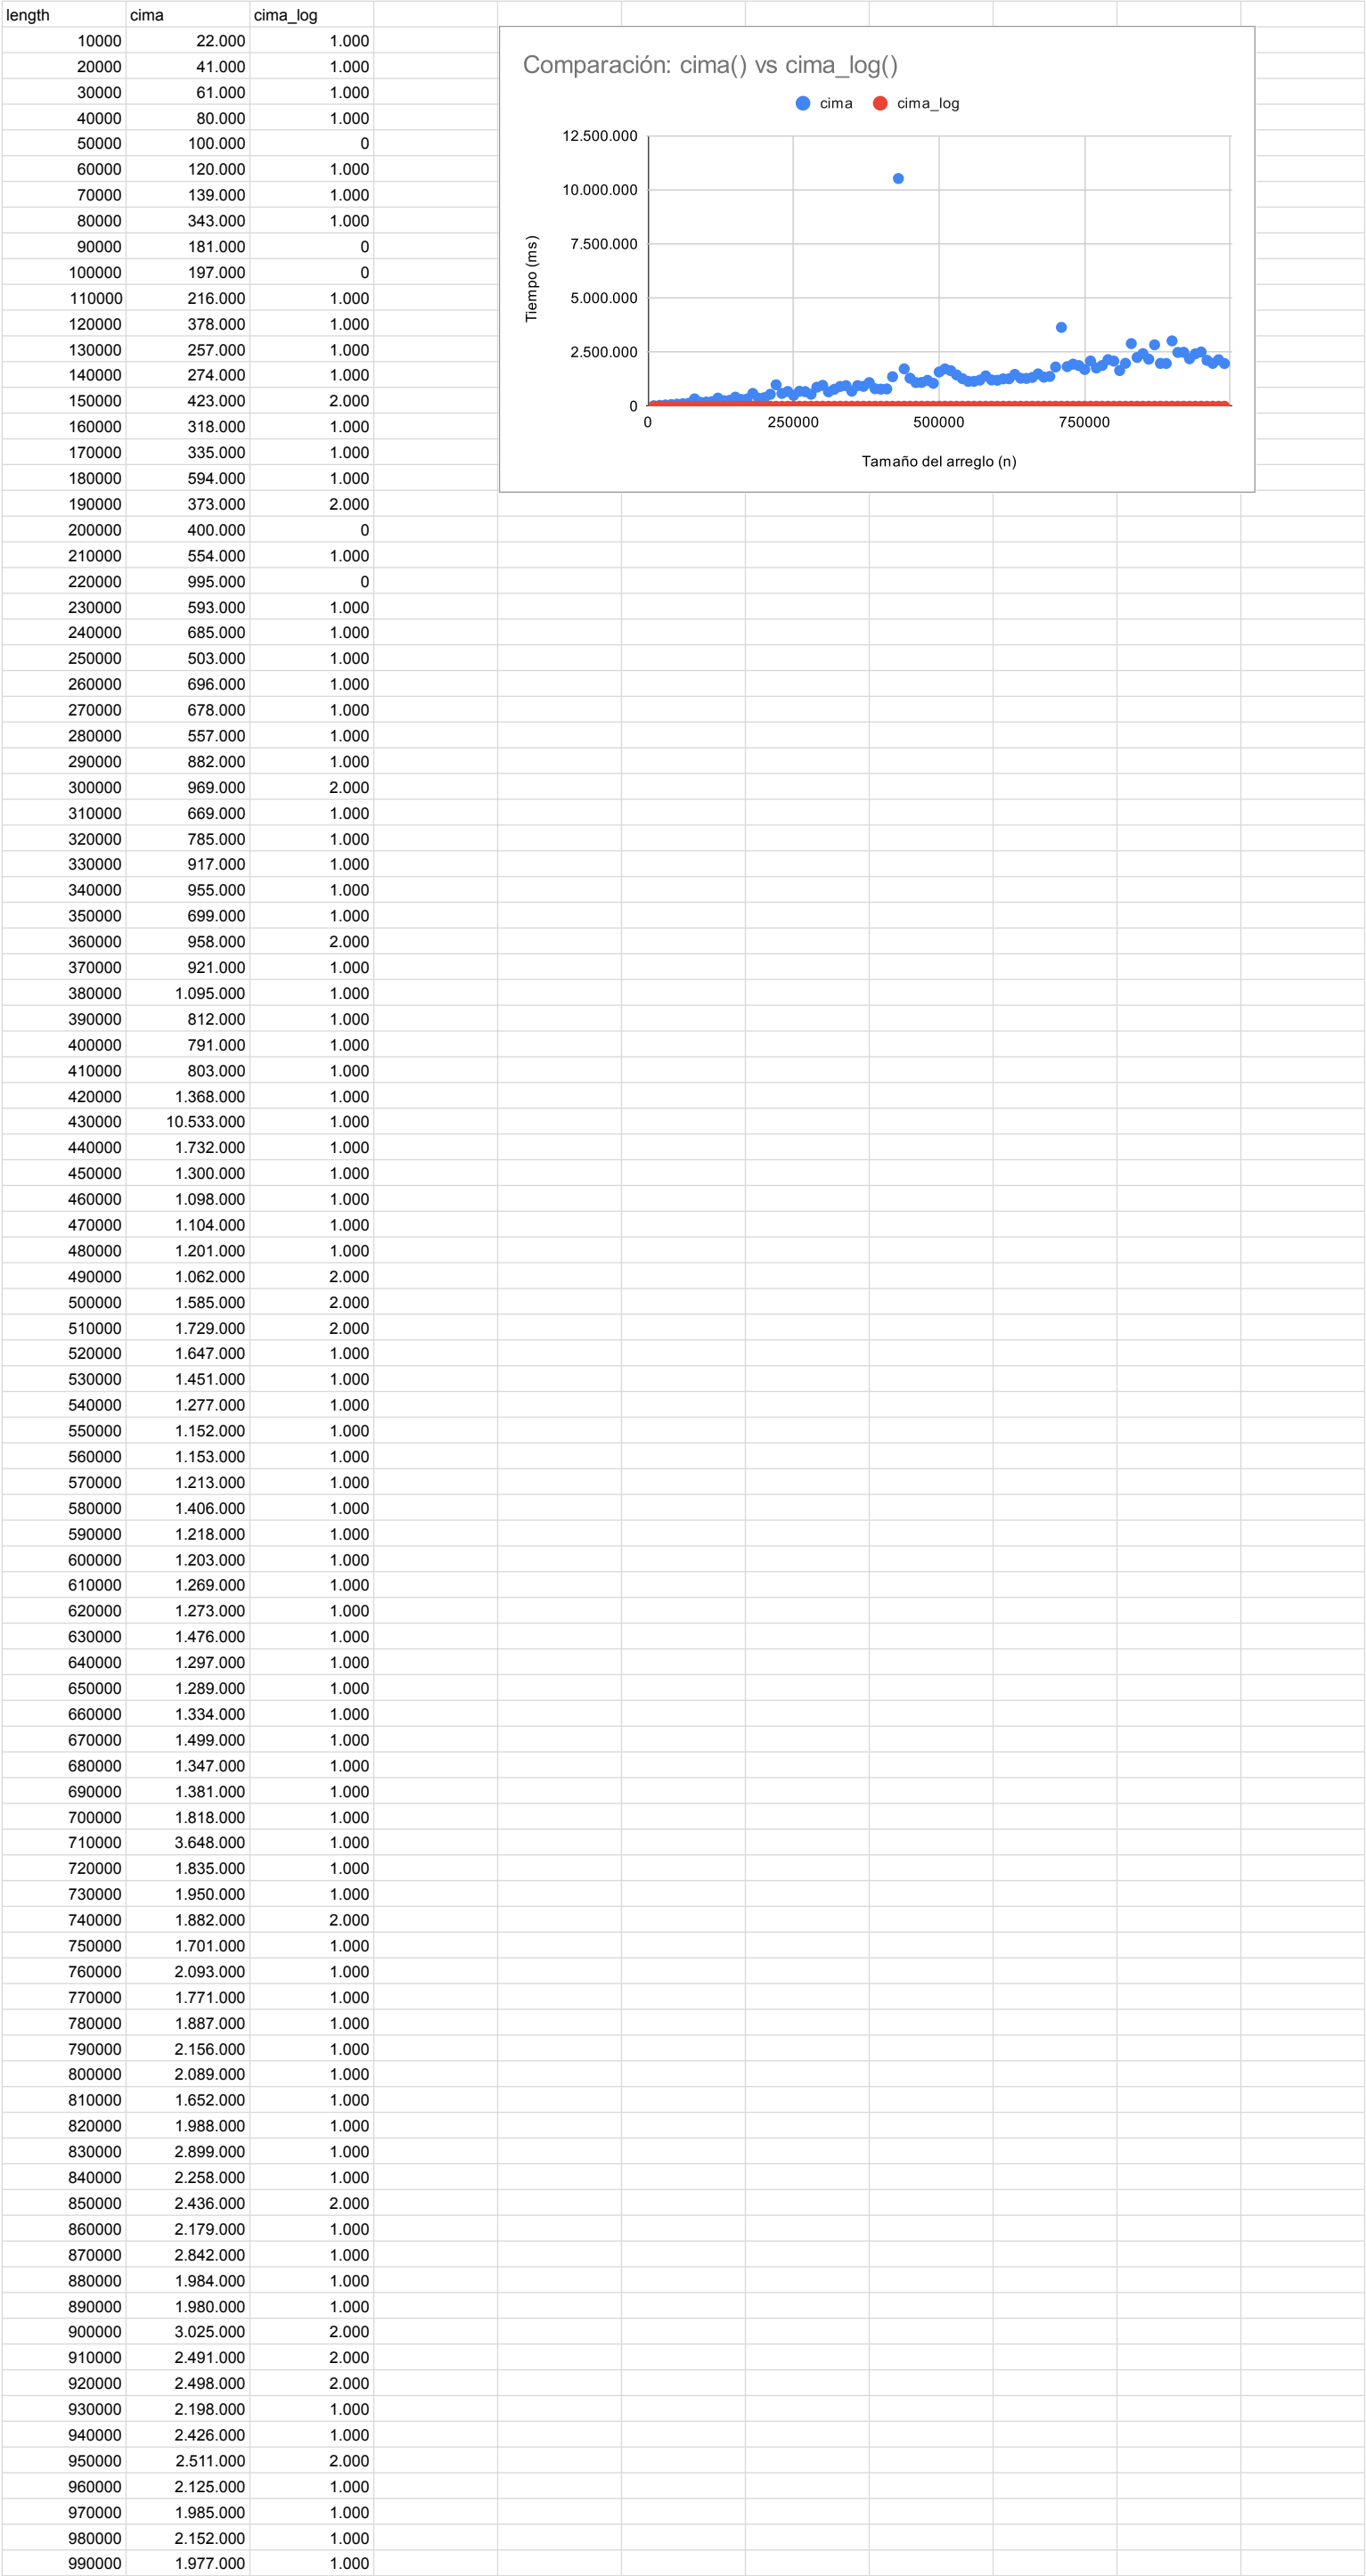 length cima cima_log
10000 22.000 1.000
20000 41.000 1.000
30000 61.000 1.000
40000 80.000 1.000
50000 100.000 0
60000 120.000 1.000
70000 139.000 1.000
80000 343.000 1.000
90000 181.000 0
100000 197.000 0
110000 216.000 1.000
120000 378.000 1.000
130000 257.000 1.000
140000 274.000 1.000
150000 423.000 2.000
160000 318.000 1.000
170000 335.000 1.000
180000 594.000 1.000
190000 373.000 2.000
200000 400.000 0
210000 554.000 1.000
220000 995.000 0
230000 593.000 1.000
240000 685.000 1.000
250000 503.000 1.000
260000 696.000 1.000
270000 678.000 1.000
280000 557.000 1.000
290000 882.000 1.000
300000 969.000 2.000
310000 669.000 1.000
320000 785.000 1.000
330000 917.000 1.000
340000 955.000 1.000
350000 699.000 1.000
360000 958.000 2.000
370000 921.000 1.000
380000 1.095.000 1.000
390000 812.000 1.000
400000 791.000 1.000
410000 803.000 1.000
420000 1.368.000 1.000
430000 10.533.000 1.000
440000 1.732.000 1.000
450000 1.300.000 1.000
460000 1.098.000 1.000
470000 1.104.000 1.000
480000 1.201.000 1.000
490000 1.062.000 2.000
500000 1.585.000 2.000
510000 1.729.000 2.000
520000 1.647.000 1.000
530000 1.451.000 1.000
540000 1.277.000 1.000
550000 1.152.000 1.000
560000 1.153.000 1.000
570000 1.213.000 1.000
580000 1.406.000 1.000
590000 1.218.000 1.000
600000 1.203.000 1.000
610000 1.269.000 1.000
620000 1.273.000 1.000
630000 1.476.000 1.000
640000 1.297.000 1.000
650000 1.289.000 1.000
660000 1.334.000 1.000
670000 1.499.000 1.000
680000 1.347.000 1.000
690000 1.381.000 1.000
700000 1.818.000 1.000
710000 3.648.000 1.000
720000 1.835.000 1.000
730000 1.950.000 1.000
740000 1.882.000 2.000
750000 1.701.000 1.000
760000 2.093.000 1.000
770000 1.771.000 1.000
780000 1.887.000 1.000
790000 2.156.000 1.000
800000 2.089.000 1.000
810000 1.652.000 1.000
820000 1.988.000 1.000
830000 2.899.000 1.000
840000 2.258.000 1.000
850000 2.436.000 2.000
860000 2.179.000 1.000
870000 2.842.000 1.000
880000 1.984.000 1.000
890000 1.980.000 1.000
900000 3.025.000 2.000
910000 2.491.000 2.000
920000 2.498.000 2.000
930000 2.198.000 1.000
940000 2.426.000 1.000
950000 2.511.000 2.000
960000 2.125.000 1.000
970000 1.985.000 1.000
980000 2.152.000 1.000
990000 1.977.000 1.000
Comparación: cima() vs cima_log()
cima cima_log
Tiempo (ms)
12.500.000
10.000.000
7.500.000
5.000.000
2.500.000
0
0 250000 500000 750000
Tamaño del arreglo (n)